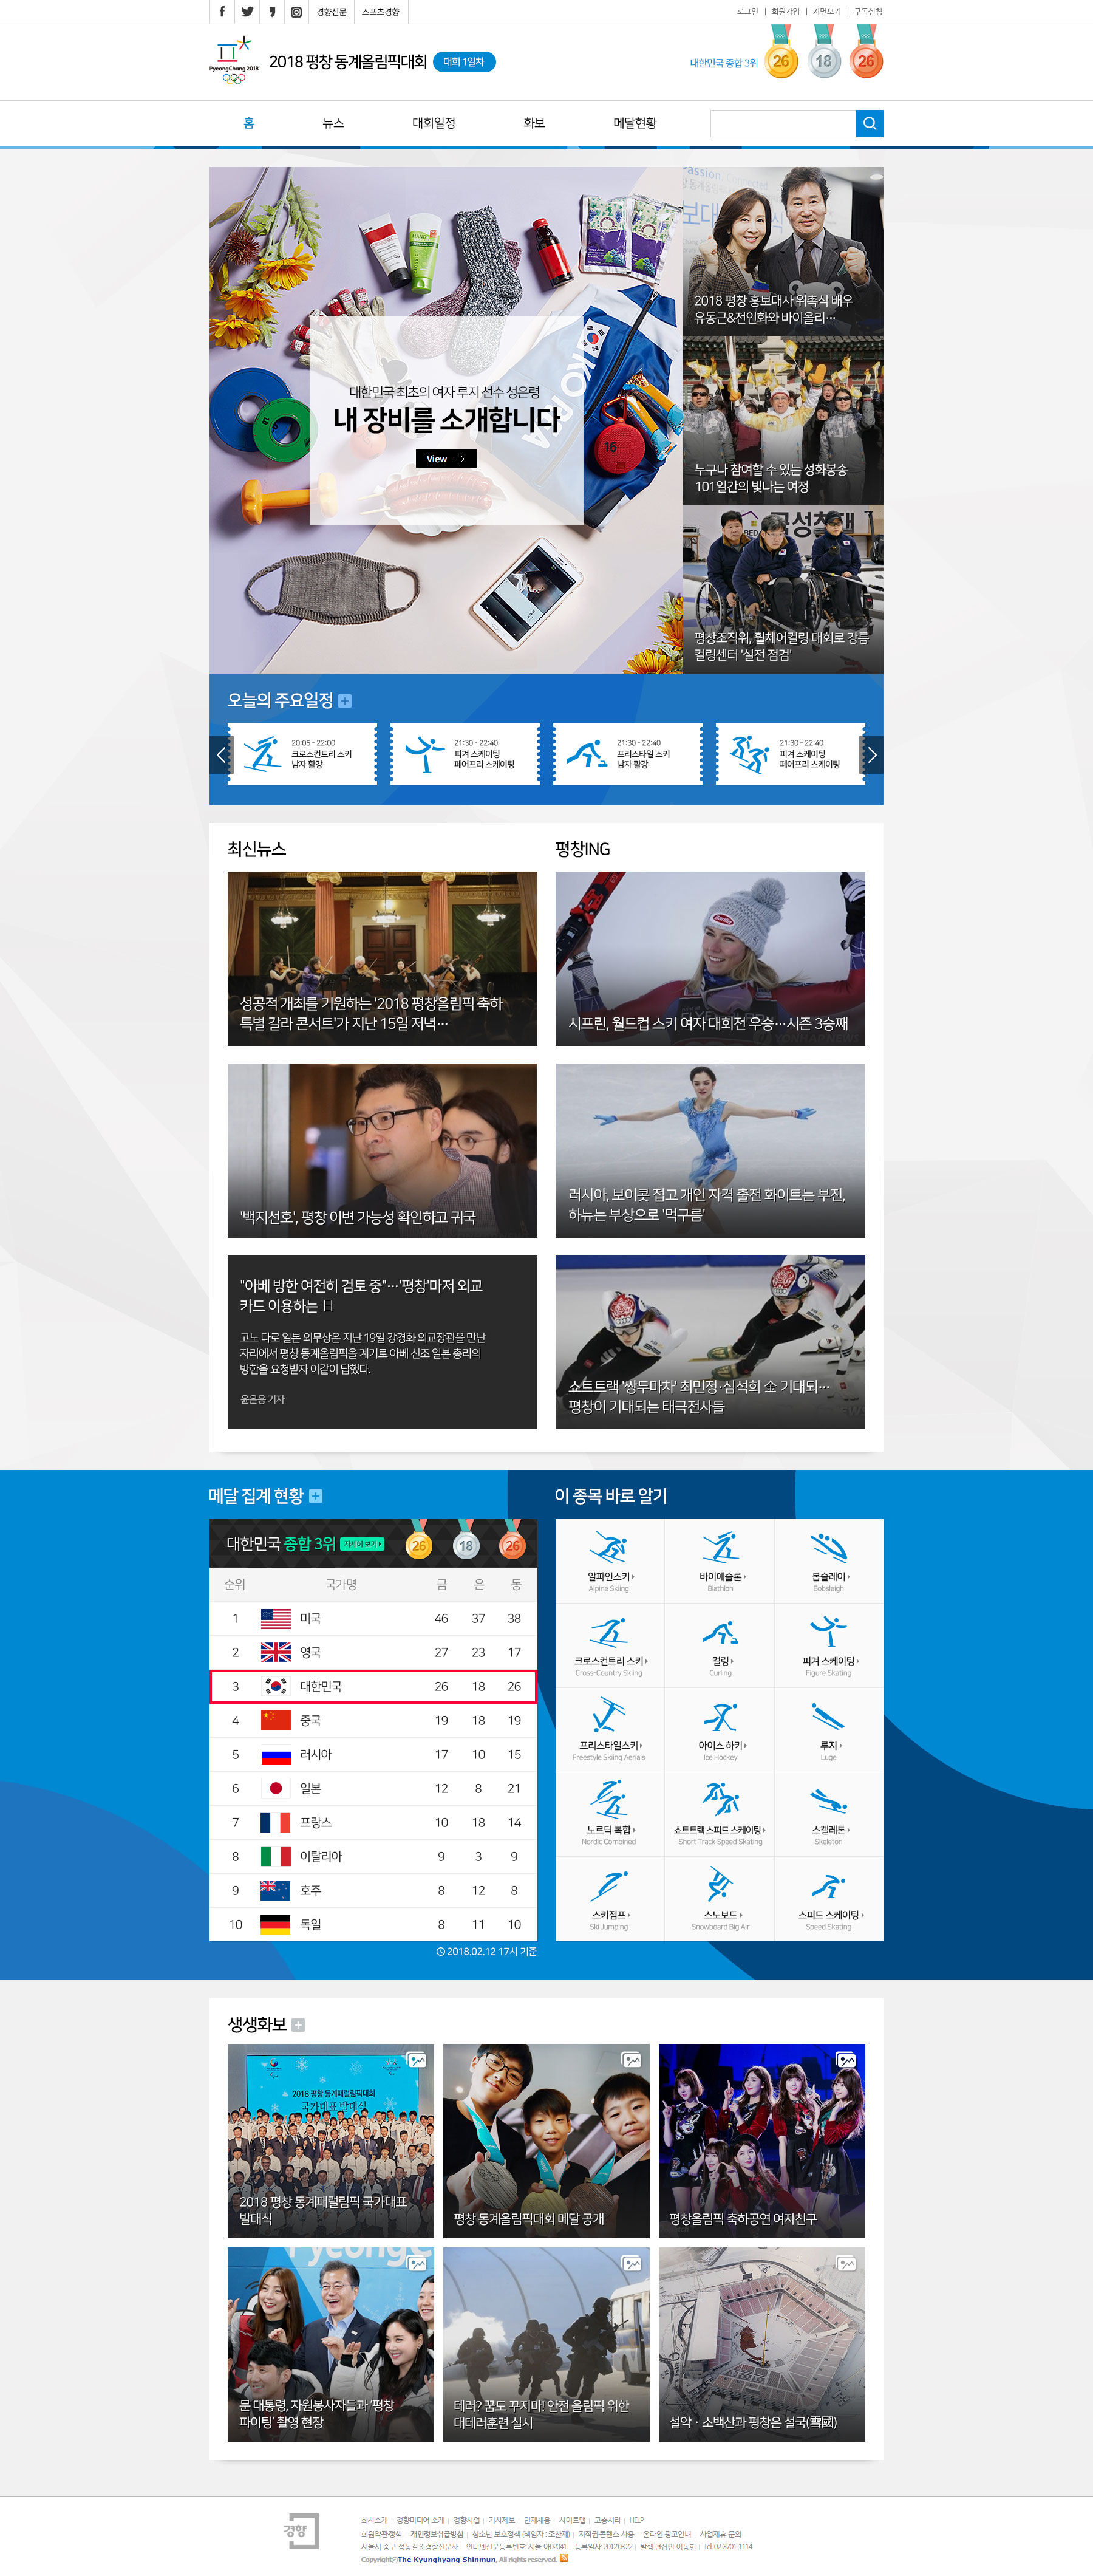 경향신문
스포츠경향
로그인 | 회원가입 | 지면보기 | 구독신청
PyeongChang 2018
2018 평창 동계올림픽대회
대회 1일차
대한민국 종합 3위
26
18
26
홈
뉴스
대회일정
화보
메달현황
대한민국 최초의 여자 루지 선수 성은령
내 장비를 소개합니다
View →
KOREA
16
2018 평창 홍보대사 위촉식 배우
유동근&전인화와 바이올리…
누구나 참여할 수 있는 성화봉송
101일간의 빛나는 여정
평창조직위, 휠체어컬링 대회로 강릉
컬링센터 '실전 점검'
오늘의 주요일정
20:05 - 22:00
크로스컨트리 스키
남자 활강
21:30 - 22:40
피겨 스케이팅
페어프리 스케이팅
21:30 - 22:40
프리스타일 스키
남자 활강
21:30 - 22:40
피겨 스케이팅
페어프리 스케이팅
최신뉴스
성공적 개최를 기원하는 '2018 평창올림픽 축하
특별 갈라 콘서트'가 지난 15일 저녁…
'백지선호', 평창 이변 가능성 확인하고 귀국
"아베 방한 여전히 검토 중"…'평창'마저 외교
카드 이용하는 日
고노 다로 일본 외무상은 지난 19일 강경화 외교장관을 만난
자리에서 평창 동계올림픽을 계기로 아베 신조 일본 총리의
방한을 요청받자 이같이 답했다.
윤은용 기자
평창ING
시프린, 월드컵 스키 여자 대회전 우승…시즌 3승째
러시아, 보이콧 접고 개인 자격 출전 화이트는 부진,
하뉴는 부상으로 '먹구름'
쇼트트랙 '쌍두마차' 최민정·심석희 金 기대되…
평창이 기대되는 태극전사들
메달 집계 현황
대한민국 종합 3위
자세히 보기
26
18
26
순위 국가명 금 은 동
1 미국 46 37 38
2 영국 27 23 17
3 대한민국 26 18 26
4 중국 19 18 19
5 러시아 17 10 15
6 일본 12 8 21
7 프랑스 10 18 14
8 이탈리아 9 3 9
9 호주 8 12 8
10 독일 8 11 10
2018.02.12 17시 기준
이 종목 바로 알기
알파인스키
Alpine Skiing
바이애슬론
Biathlon
봅슬레이
Bobsleigh
크로스컨트리 스키
Cross-Country Skiing
컬링
Curling
피겨 스케이팅
Figure Skating
프리스타일스키
Freestyle Skiing Aerials
아이스 하키
Ice Hockey
루지
Luge
노르딕 복합
Nordic Combined
쇼트트랙 스피드 스케이팅
Short Track Speed Skating
스켈레톤
Skeleton
스키점프
Ski Jumping
스노보드
Snowboard Big Air
스피드 스케이팅
Speed Skating
생생화보
2018 평창 동계패럴림픽대회
국가대표 발대식
2018 평창 동계패럴림픽 국가대표
발대식
평창 동계올림픽대회 메달 공개
평창올림픽 축하공연 여자친구
문 대통령, 자원봉사자들과 '평창
파이팅' 촬영 현장
테러? 꿈도 꾸지마! 안전 올림픽 위한
대테러훈련 실시
설악 · 소백산과 평창은 설국(雪國)
경향
회사소개 | 경향미디어 소개 | 경향사업 | 기사제보 | 인재채용 | 사이트맵 | 고충처리 | HELP
회원약관정책 | 개인정보취급방침 | 청소년 보호정책 (책임자 : 조찬제) | 저작권·콘텐츠 사용 | 온라인 광고안내 | 사업제휴 문의
서울시 중구 정동길 3 경향신문사 | 인터넷신문등록번호: 서울 아02041 | 등록일자: 2012.03.22 | 발행·편집인 이동현 | Tel. 02-3701-1114
Copyrightⓒ The Kyunghyang Shinmun, All rights reserved.